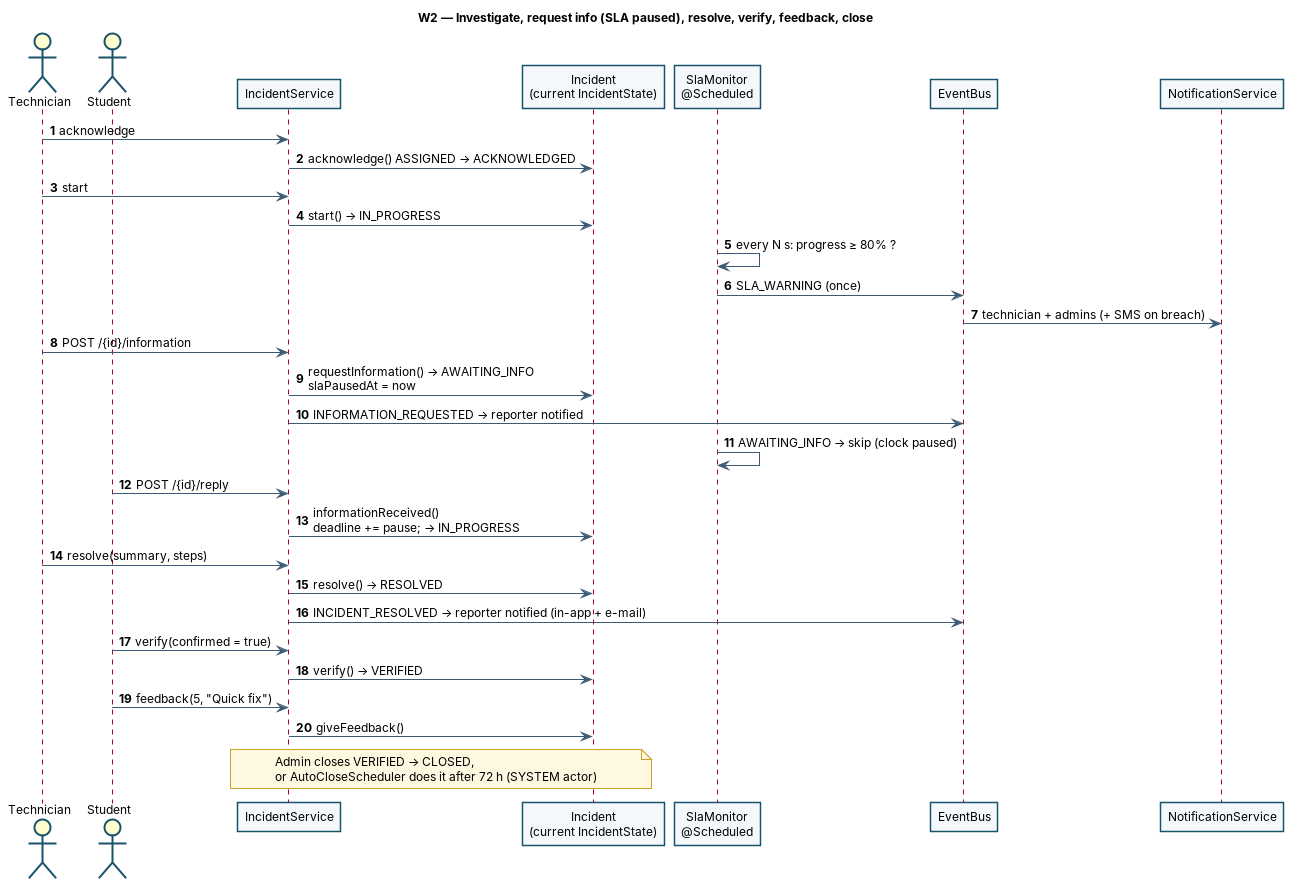 W2 — Investigate, request info (SLA paused), resolve, verify, feedback, close
Technician
Student
IncidentService
Incident
(current IncidentState)
SlaMonitor
@Scheduled
EventBus
NotificationService
1 acknowledge
2 acknowledge() ASSIGNED → ACKNOWLEDGED
3 start
4 start() → IN_PROGRESS
5 every N s: progress ≥ 80% ?
6 SLA_WARNING (once)
7 technician + admins (+ SMS on breach)
8 POST /{id}/information
9 requestInformation() → AWAITING_INFO
slaPausedAt = now
10 INFORMATION_REQUESTED → reporter notified
11 AWAITING_INFO → skip (clock paused)
12 POST /{id}/reply
13 informationReceived()
deadline += pause; → IN_PROGRESS
14 resolve(summary, steps)
15 resolve() → RESOLVED
16 INCIDENT_RESOLVED → reporter notified (in-app + e-mail)
17 verify(confirmed = true)
18 verify() → VERIFIED
19 feedback(5, "Quick fix")
20 giveFeedback()
Admin closes VERIFIED → CLOSED,
or AutoCloseScheduler does it after 72 h (SYSTEM actor)
Technician
Student
IncidentService
Incident
(current IncidentState)
SlaMonitor
@Scheduled
EventBus
NotificationService